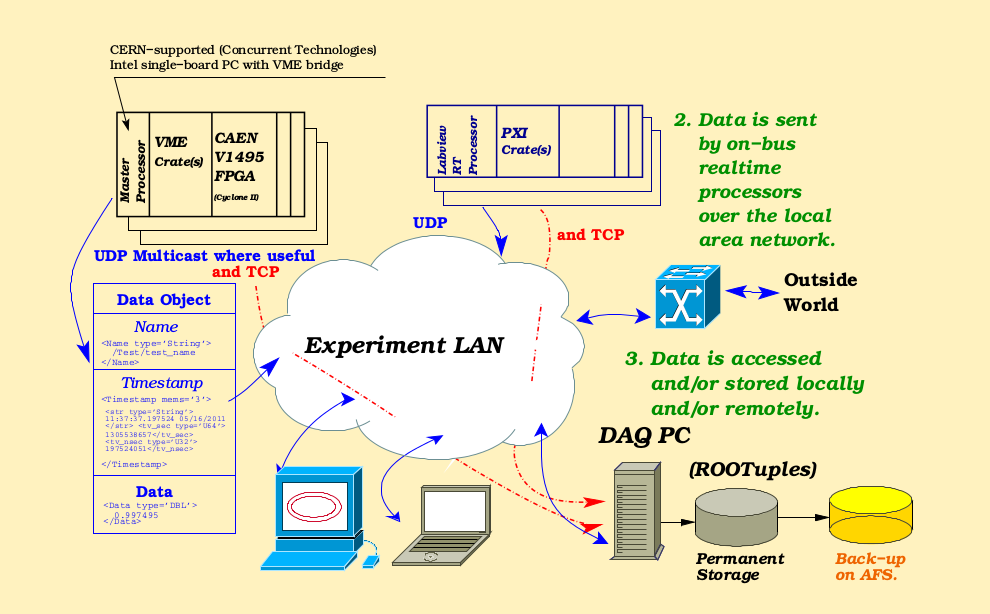 CERN−supported (Concurrent Technologies)
Intel single−board PC with VME bridge
Master
Processor
VME
Crate(s)
CAEN
V1495
FPGA
(Cyclone II)
Labview
RT
Processor
PXI
Crate(s)
2. Data is sent
by on−bus
realtime
processors
over the local
area network.
UDP
and TCP
UDP Multicast where useful
and TCP
Data Object
Name
<Name type='String'>
/Test/test_name
</Name>
Timestamp
<Timestamp mems='3'>
<str type='String'>
11:37:37.197524 05/16/2011
</str> <tv_sec type='U64'>
1305538657</tv_sec>
<tv_nsec type='U32'>
197524051</tv_nsec>
</Timestamp>
Data
<Data type='DBL'>
0.997495
</Data>
Experiment LAN
Outside
World
3. Data is accessed
and/or stored locally
and/or remotely.
DAQ PC
(ROOTuples)
Permanent
Storage
Back−up
on AFS.